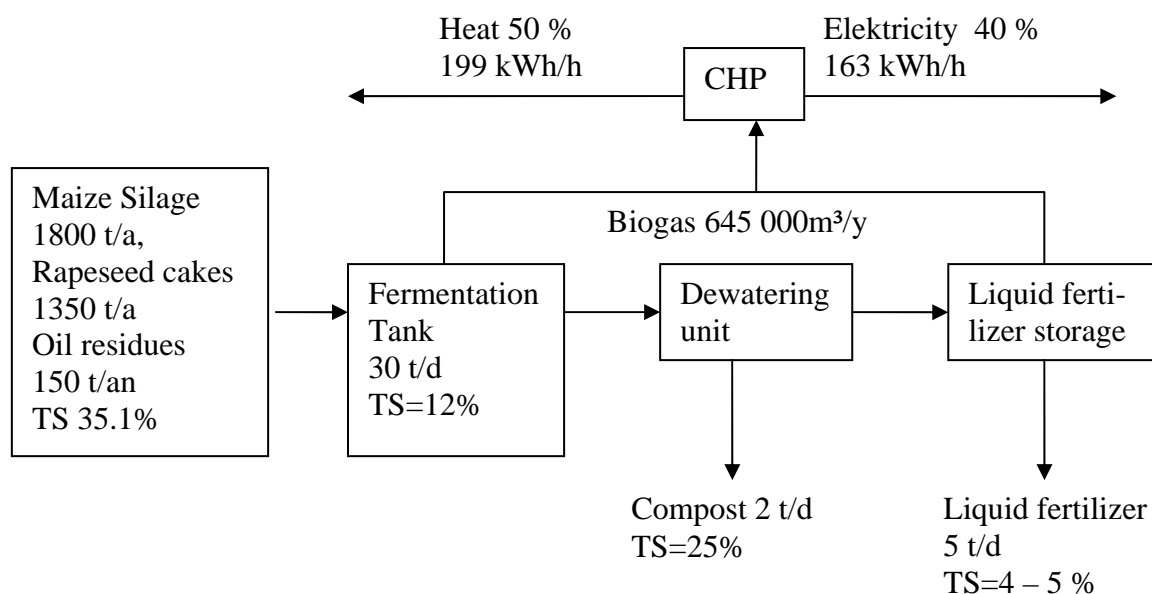 Heat 50 %
199 kWh/h
CHP
Elektricity  40 %
163 kWh/h
Maize Silage
1800 t/a,
Rapeseed cakes
1350 t/a
Oil residues
150 t/an
TS 35.1%
Biogas 645 000m³/y
Fermentation
Tank
30 t/d
TS=12%
Dewatering
unit
Liquid ferti-
lizer storage
Compost 2 t/d
TS=25%
Liquid fertilizer
5 t/d
TS=4 – 5 %